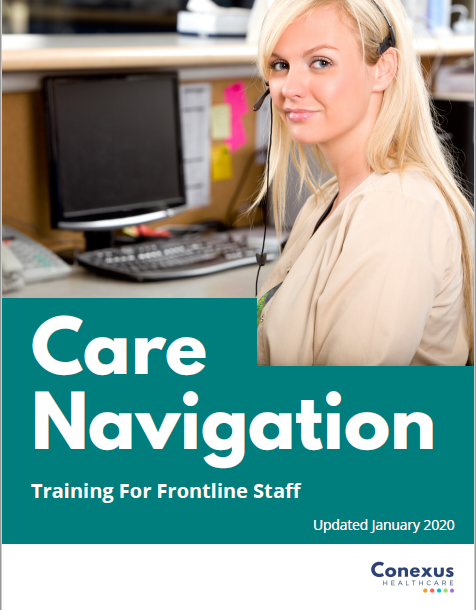 Care
Navigation
Training For Frontline Staff
Updated January 2020
Conexus
HEALTHCARE